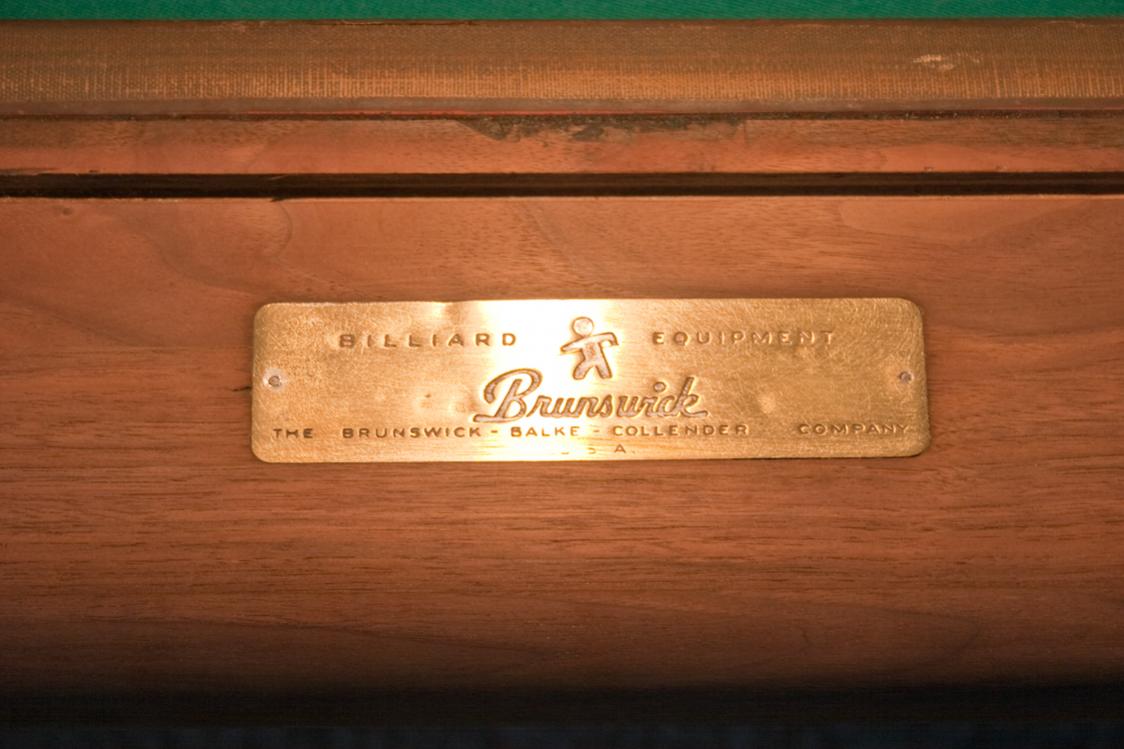 BILLIARD EQUIPMENT
Brunswick
THE BRUNSWICK - BALKE - COLLENDER COMPANY
U S A.